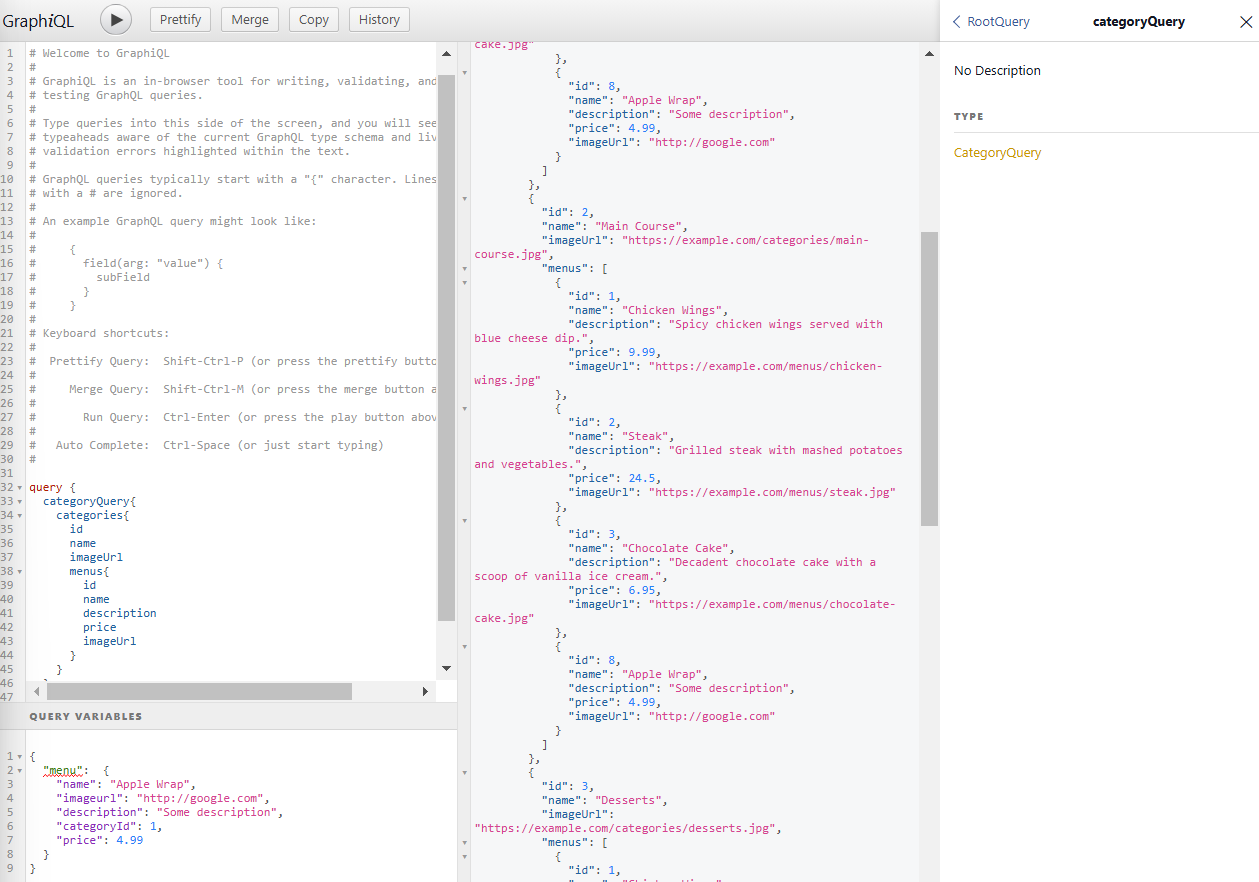 GraphiQL
Prettify
Merge
Copy
History
1 # Welcome to GraphiQL
2 #
3 # GraphiQL is an in-browser tool for writing, validating, and
4 # testing GraphQL queries.
5 #
6 # Type queries into this side of the screen, and you will see
7 # typeaheads aware of the current GraphQL type schema and liv
8 # validation errors highlighted within the text.
9 #
10 # GraphQL queries typically start with a "{" character. Lines
11 # with a # are ignored.
12 #
13 # An example GraphQL query might look like:
14 #
15 #     {
16 #       field(arg: "value") {
17 #         subField
18 #       }
19 #     }
20 #
21 # Keyboard shortcuts:
22 #
23 #  Prettify Query:  Shift-Ctrl-P (or press the prettify butto
24 #
25 #     Merge Query:  Shift-Ctrl-M (or press the merge button a
26 #
27 #       Run Query:  Ctrl-Enter (or press the play button abov
28 #
29 #   Auto Complete:  Ctrl-Space (or just start typing)
30 #
31
32 query {
33   categoryQuery{
34     categories{
35       id
36       name
37       imageUrl
38       menus{
39         id
40         name
41         description
42         price
43         imageUrl
44       }
45     }
46
47
QUERY VARIABLES
1 {
2   "menu":  {
3     "name": "Apple Wrap",
4     "imageurl": "http://google.com",
5     "description": "Some description",
6     "categoryId": 1,
7     "price": 4.99
8   }
9 }
cake.jpg"
},
{
"id": 8,
"name": "Apple Wrap",
"description": "Some description",
"price": 4.99,
"imageUrl": "http://google.com"
}
]
},
{
"id": 2,
"name": "Main Course",
"imageUrl": "https://example.com/categories/main-
course.jpg",
"menus": [
{
"id": 1,
"name": "Chicken Wings",
"description": "Spicy chicken wings served with
blue cheese dip.",
"price": 9.99,
"imageUrl": "https://example.com/menus/chicken-
wings.jpg"
},
{
"id": 2,
"name": "Steak",
"description": "Grilled steak with mashed potatoes
and vegetables.",
"price": 24.5,
"imageUrl": "https://example.com/menus/steak.jpg"
},
{
"id": 3,
"name": "Chocolate Cake",
"description": "Decadent chocolate cake with a
scoop of vanilla ice cream.",
"price": 6.95,
"imageUrl": "https://example.com/menus/chocolate-
cake.jpg"
},
{
"id": 8,
"name": "Apple Wrap",
"description": "Some description",
"price": 4.99,
"imageUrl": "http://google.com"
}
]
},
{
"id": 3,
"name": "Desserts",
"imageUrl":
"https://example.com/categories/desserts.jpg",
"menus": [
{
"id": 1,
RootQuery
categoryQuery
No Description
TYPE
CategoryQuery